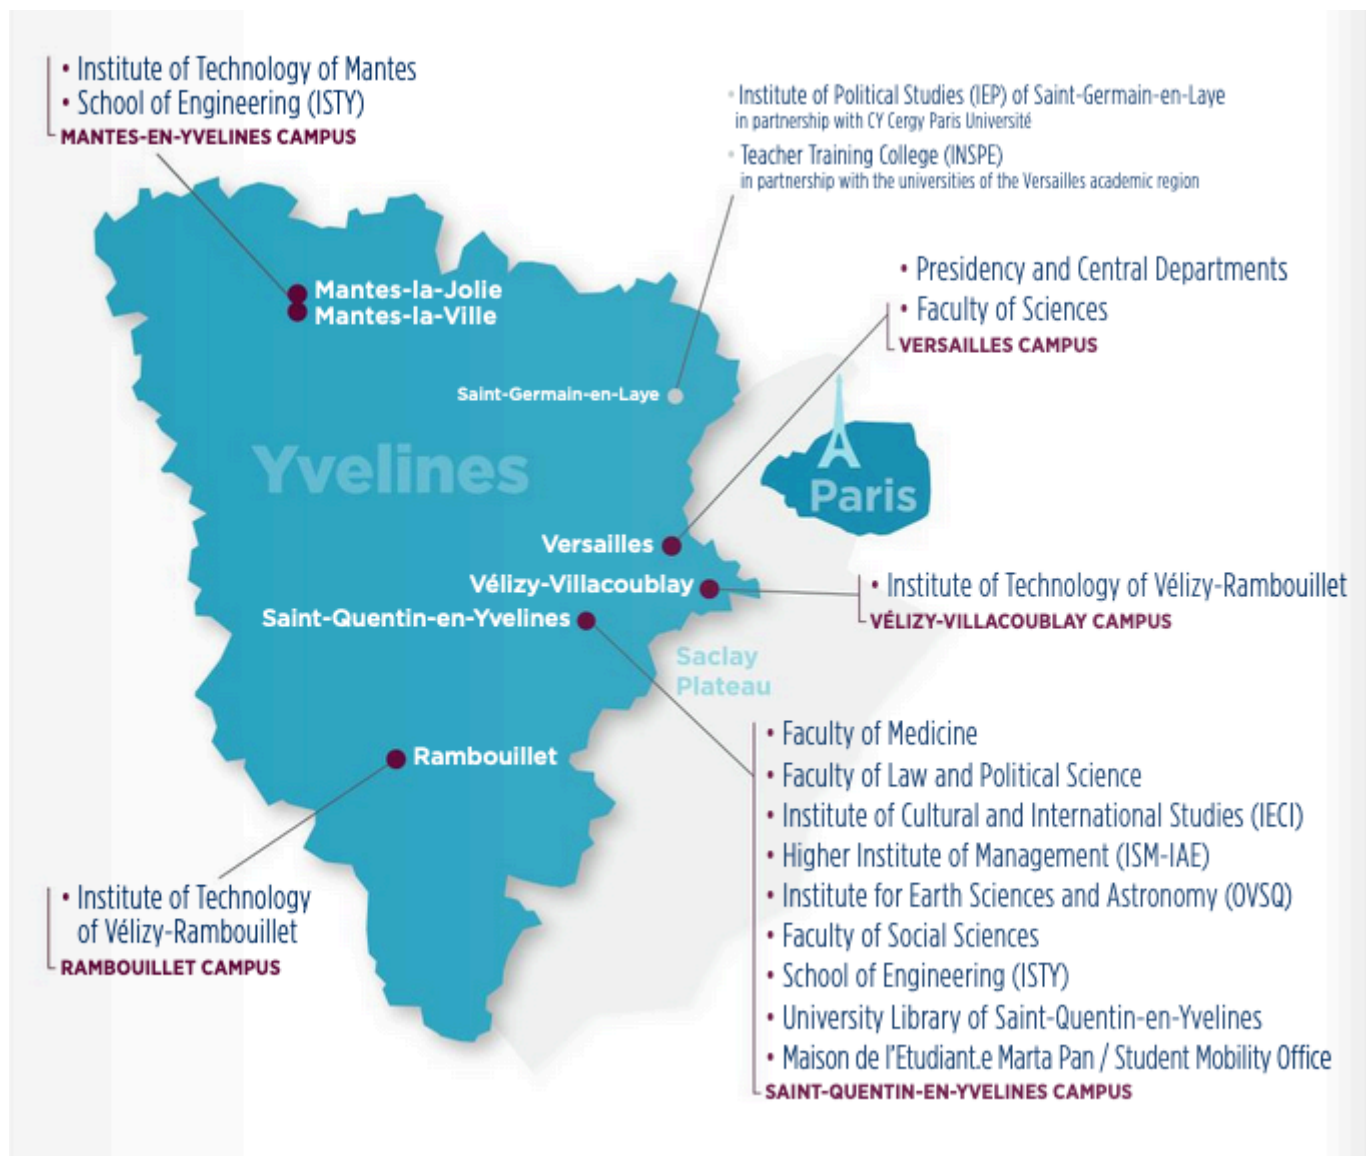 • Institute of Technology of Mantes
• School of Engineering (ISTY)
MANTES-EN-YVELINES CAMPUS
• Institute of Political Studies (IEP) of Saint-Germain-en-Laye
in partnership with CY Cergy Paris Université
• Teacher Training College (INSPE)
in partnership with the universities of the Versailles academic region
• Presidency and Central Departments
• Faculty of Sciences
VERSAILLES CAMPUS
Mantes-la-Jolie
Mantes-la-Ville
Saint-Germain-en-Laye
Yvelines
Paris
Versailles
Vélizy-Villacoublay
Saint-Quentin-en-Yvelines
• Institute of Technology of Vélizy-Rambouillet
VÉLIZY-VILLACOUBLAY CAMPUS
Saclay
Plateau
Rambouillet
• Faculty of Medicine
• Faculty of Law and Political Science
• Institute of Cultural and International Studies (IECI)
• Higher Institute of Management (ISM-IAE)
• Institute for Earth Sciences and Astronomy (OVSQ)
• Faculty of Social Sciences
• School of Engineering (ISTY)
• University Library of Saint-Quentin-en-Yvelines
• Maison de l'Etudiant.e Marta Pan / Student Mobility Office
SAINT-QUENTIN-EN-YVELINES CAMPUS
• Institute of Technology
of Vélizy-Rambouillet
RAMBOUILLET CAMPUS